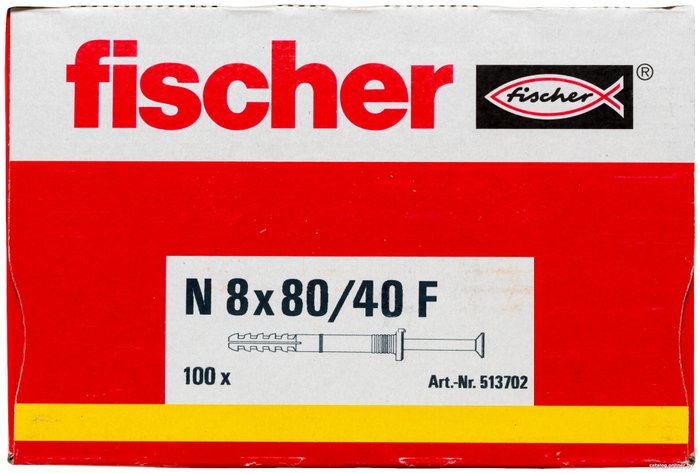 fischer
fischer ®
N 8x80/40 F
100 x
Art.-Nr. 513702